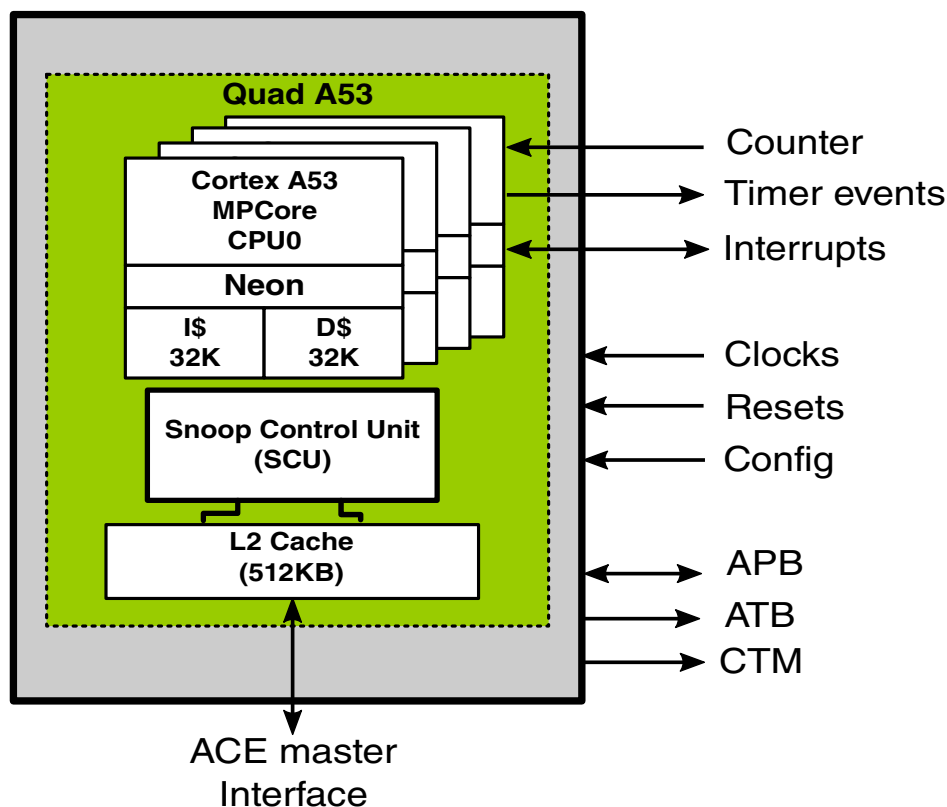 Quad A53
Cortex A53
MPCore
CPU0
Neon
I$
32K
D$
32K
Snoop Control Unit
(SCU)
L2 Cache
(512KB)
Counter
Timer events
Interrupts
Clocks
Resets
Config
APB
ATB
CTM
ACE master
Interface